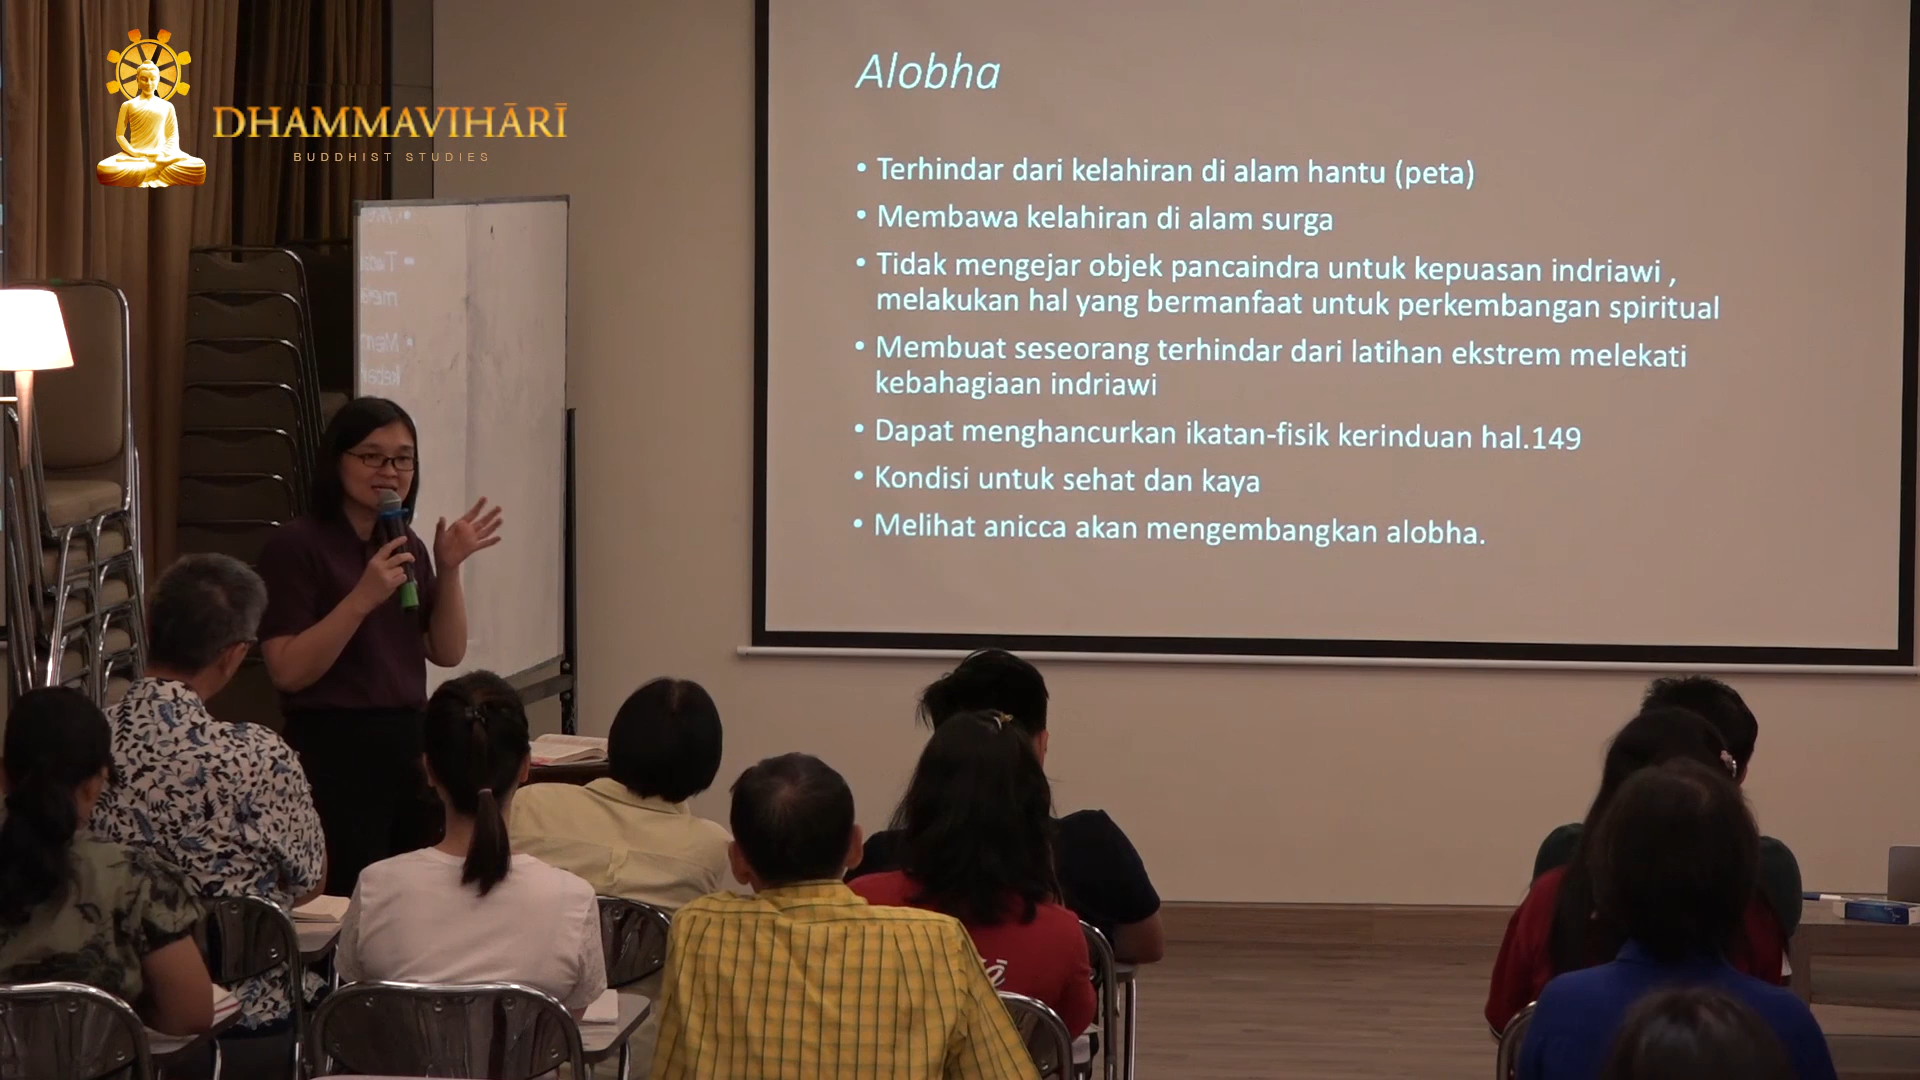 DHAMMAVIHĀRĪ
BUDDHIST STUDIES
Alobha
• Terhindar dari kelahiran di alam hantu (peta)
• Membawa kelahiran di alam surga
• Tidak mengejar objek pancaindra untuk kepuasan indriawi ,
melakukan hal yang bermanfaat untuk perkembangan spiritual
• Membuat seseorang terhindar dari latihan ekstrem melekati
kebahagiaan indriawi
• Dapat menghancurkan ikatan-fisik kerinduan hal.149
• Kondisi untuk sehat dan kaya
• Melihat anicca akan mengembangkan alobha.